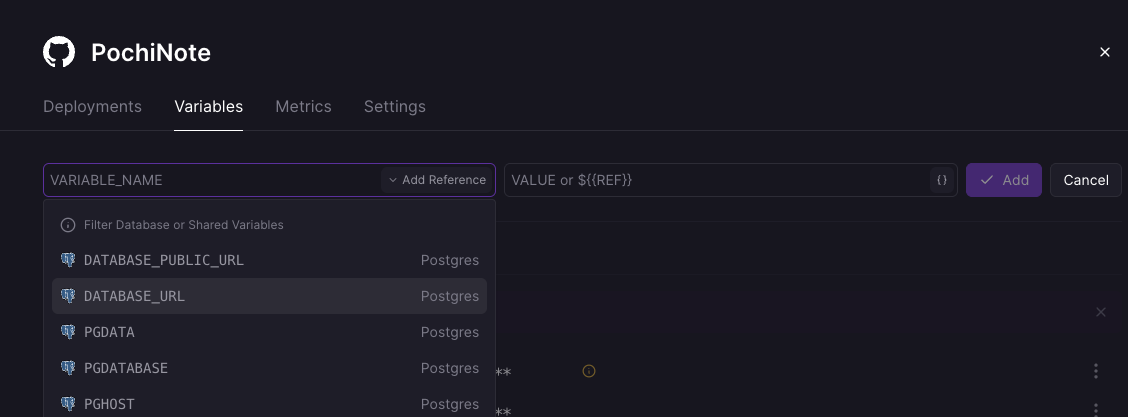 PochiNote
Deployments Variables Metrics Settings
VARIABLE_NAME Add Reference VALUE or ${{REF}} {} Add Cancel
Filter Database or Shared Variables
DATABASE_PUBLIC_URL Postgres
DATABASE_URL Postgres
PGDATA Postgres
PGDATABASE Postgres
**
PGHOST Postgres
**